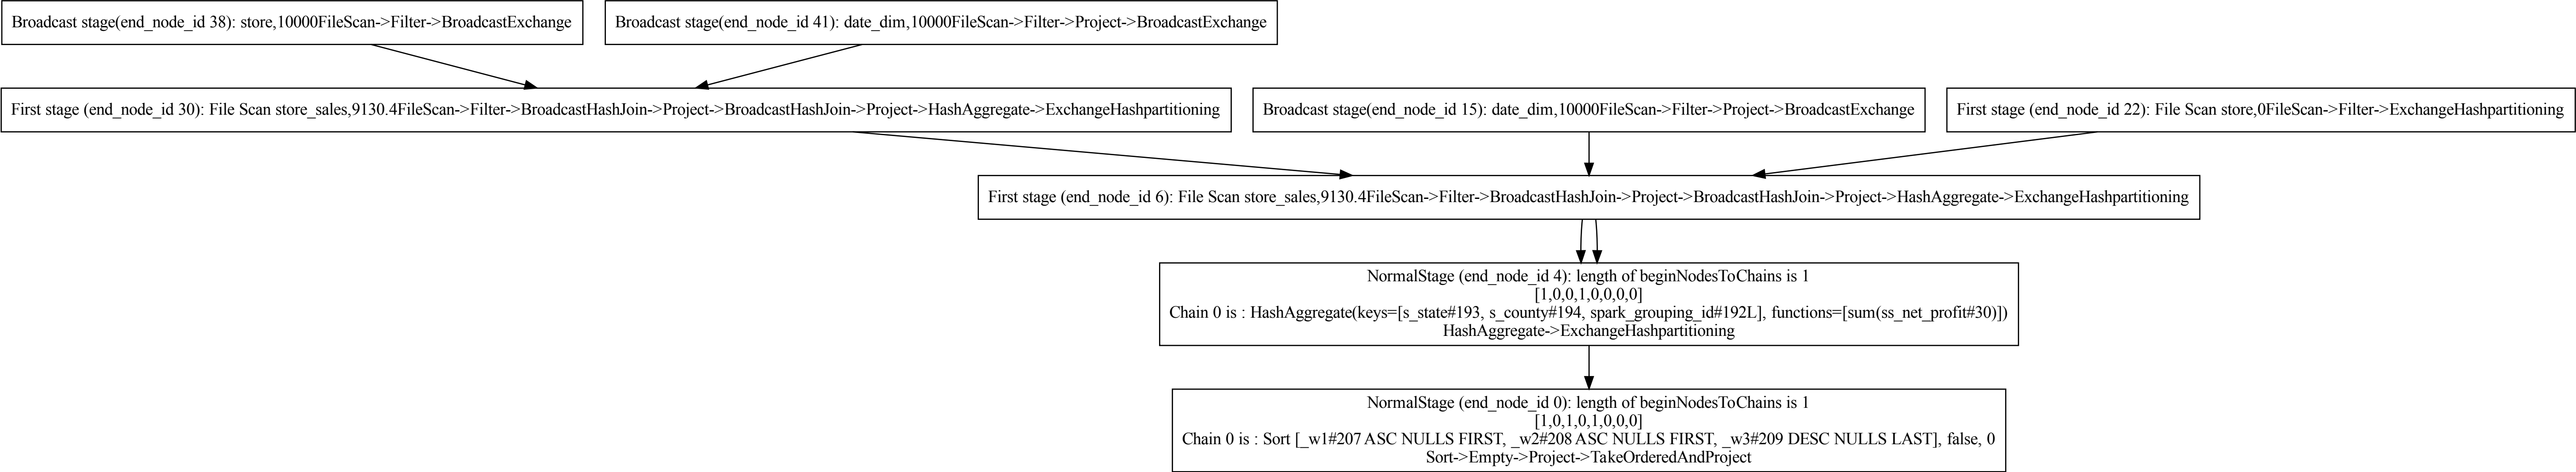 Broadcast stage(end_node_id 38): store,10000FileScan->Filter->BroadcastExchange
Broadcast stage(end_node_id 41): date_dim,10000FileScan->Filter->Project->BroadcastExchange
First stage (end_node_id 30): File Scan store_sales,9130.4FileScan->Filter->BroadcastHashJoin->Project->BroadcastHashJoin->Project->HashAggregate->ExchangeHashpartitioning
Broadcast stage(end_node_id 15): date_dim,10000FileScan->Filter->Project->BroadcastExchange
First stage (end_node_id 22): File Scan store,0FileScan->Filter->ExchangeHashpartitioning
First stage (end_node_id 6): File Scan store_sales,9130.4FileScan->Filter->BroadcastHashJoin->Project->BroadcastHashJoin->Project->HashAggregate->ExchangeHashpartitioning
NormalStage (end_node_id 4): length of beginNodesToChains is 1
[1,0,0,1,0,0,0,0]
Chain 0 is : HashAggregate(keys=[s_state#193, s_county#194, spark_grouping_id#192L], functions=[sum(ss_net_profit#30)])
HashAggregate->ExchangeHashpartitioning
NormalStage (end_node_id 0): length of beginNodesToChains is 1
[1,0,1,0,1,0,0,0]
Chain 0 is : Sort [_w1#207 ASC NULLS FIRST, _w2#208 ASC NULLS FIRST, _w3#209 DESC NULLS LAST], false, 0
Sort->Empty->Project->TakeOrderedAndProject